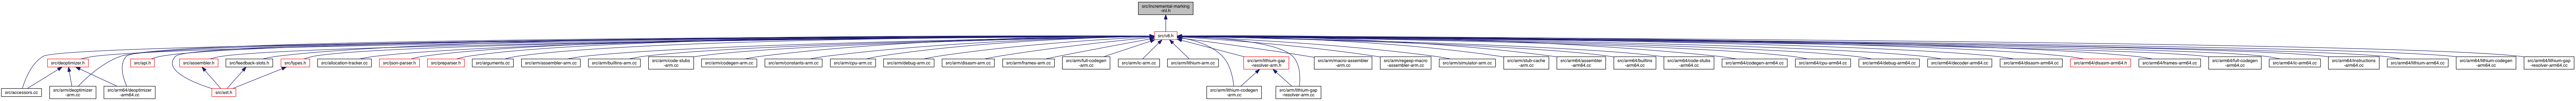 src/incremental-marking
-inl.h
src/v8.h
src/deoptimizer.h
src/api.h
src/assembler.h
src/feedback-slots.h
src/types.h
src/allocation-tracker.cc
src/json-parser.h
src/preparser.h
src/arguments.cc
src/arm/assembler-arm.cc
src/arm/builtins-arm.cc
src/arm/code-stubs
-arm.cc
src/arm/codegen-arm.cc
src/arm/constants-arm.cc
src/arm/cpu-arm.cc
src/arm/debug-arm.cc
src/arm/disasm-arm.cc
src/arm/frames-arm.cc
src/arm/full-codegen
-arm.cc
src/arm/ic-arm.cc
src/arm/lithium-arm.cc
src/arm/lithium-gap
-resolver-arm.h
src/arm/macro-assembler
-arm.cc
src/arm/regexp-macro
-assembler-arm.cc
src/arm/simulator-arm.cc
src/arm/stub-cache
-arm.cc
src/arm64/assembler
-arm64.cc
src/arm64/builtins
-arm64.cc
src/arm64/code-stubs
-arm64.cc
src/arm64/codegen-arm64.cc
src/arm64/cpu-arm64.cc
src/arm64/debug-arm64.cc
src/arm64/decoder-arm64.cc
src/arm64/disasm-arm64.cc
src/arm64/disasm-arm64.h
src/arm64/frames-arm64.cc
src/arm64/full-codegen
-arm64.cc
src/arm64/ic-arm64.cc
src/arm64/instructions
-arm64.cc
src/arm64/lithium-arm64.cc
src/arm64/lithium-codegen
-arm64.cc
src/arm64/lithium-gap
-resolver-arm64.cc
src/accessors.cc
src/arm/deoptimizer
-arm.cc
src/arm64/deoptimizer
-arm64.cc
src/ast.h
src/arm/lithium-codegen
-arm.cc
src/arm/lithium-gap
-resolver-arm.cc